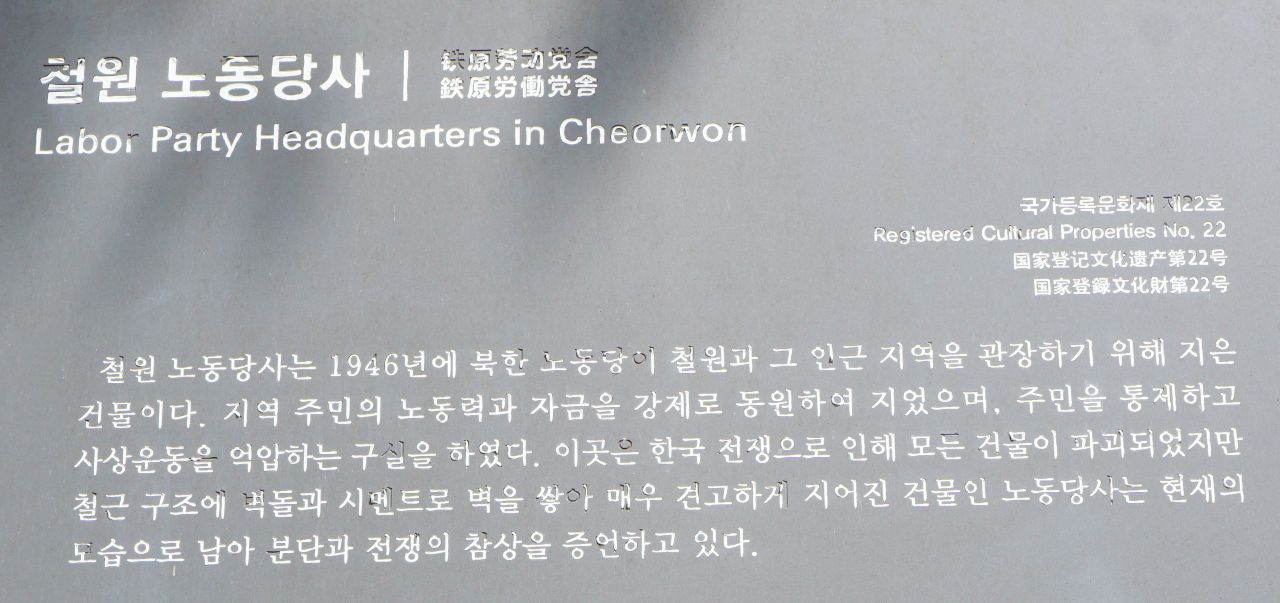 철원 노동당사
铁原劳动党舍
鉄原労働党舎
Labor Party Headquarters in Cheorwon
국가등록문화재 제22호
Registered Cultural Properties No. 22
国家登记文化遗产第22号
国家登録文化財第22号
철원 노동당사는 1946년에 북한 노동당이 철원과 그 인근 지역을 관장하기 위해 지은
건물이다. 지역 주민의 노동력과 자금을 강제로 동원하여 지었으며, 주민을 통제하고
사상운동을 억압하는 구실을 하였다. 이곳은 한국 전쟁으로 인해 모든 건물이 파괴되었지만
철근 구조에 벽돌과 시멘트로 벽을 쌓아 매우 견고하게 지어진 건물인 노동당사는 현재의
모습으로 남아 분단과 전쟁의 참상을 증언하고 있다.